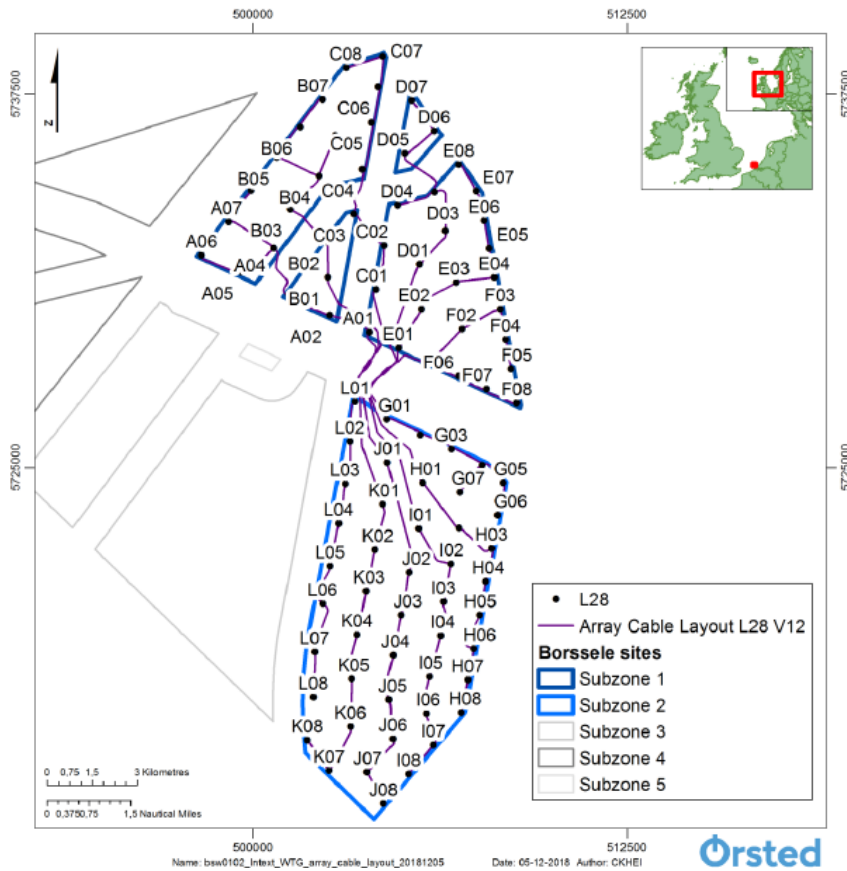 500000
512500
5737500
5737500
C08
C07
B07
D07
C06
D06
B06
C05
D05
E08
B05
C04
D04
E07
B04
A07
E06
B03
C03
C02
D03
A06
E05
A04
B02
D01
E04
A05
C01
E03
B01
E02
F03
A02
A01
F02
F04
E01
F05
F06
F07
F08
L01
G01
L02
G03
5725000
5725000
J01
L03
H01
G05
G07
K01
L04
I01
G06
K02
H03
L05
J02
I02
K03
H04
L06
J03
I03
H05
K04
I04
L07
J04
H06
K05
I05
H07
L08
J05
I06
H08
K06
K08
J06
I07
K07
J07
I08
J08
z
L28
Array Cable Layout L28 V12
Borssele sites
Subzone 1
Subzone 2
Subzone 3
Subzone 4
Subzone 5
0 0,75 1,5 3 Kilometres
0 0,3750,75 1,5 Nautical Miles
500000
512500
Name: bsw0102_Intext_WTG_array_cable_layout_20181205 Date: 05-12-2018 Author: CKHEI
Ørsted